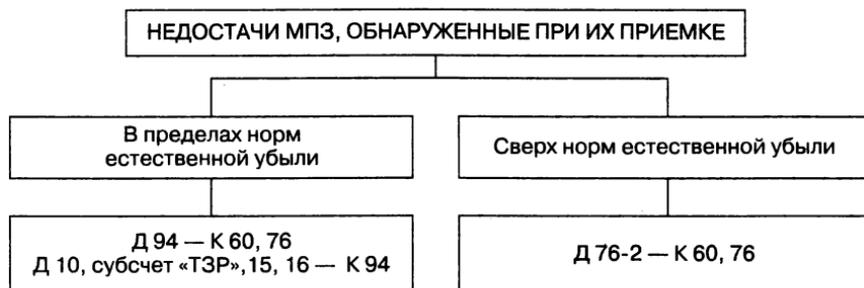 НЕДОСТАЧИ МПЗ, ОБНАРУЖЕННЫЕ ПРИ ИХ ПРИЕМКЕ
В пределах норм
естественной убыли
Сверх норм естественной убыли
Д 94 — К 60, 76
Д 10, субсчет «ТЗР»,15, 16 — К 94
Д 76-2 — К 60, 76